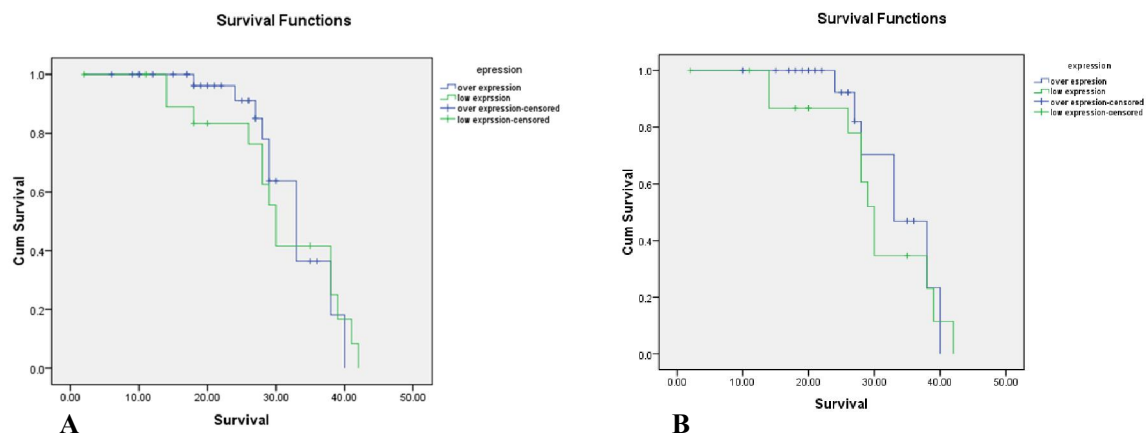 Survival Functions
1.0
0.8
0.6
0.4
0.2
0.0
Cum Survival
0.00 10.00 20.00 30.00 40.00 50.00
Survival
epression
over expression
low exprssion
over expression-censored
low exprssion-censored
A
Survival Functions
1.0
0.8
0.6
0.4
0.2
0.0
Cum Survival
0.00 10.00 20.00 30.00 40.00 50.00
Survival
expression
over expresion
low expression
over expresion-censored
low expression-censored
B